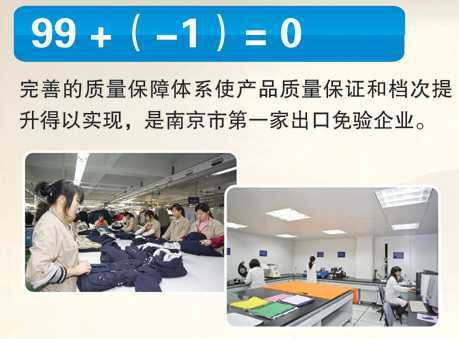 99 + (-1) = 0
完善的质量保障体系使产品质量保证和档次提
升得以实现，是南京市第一家出口免验企业。